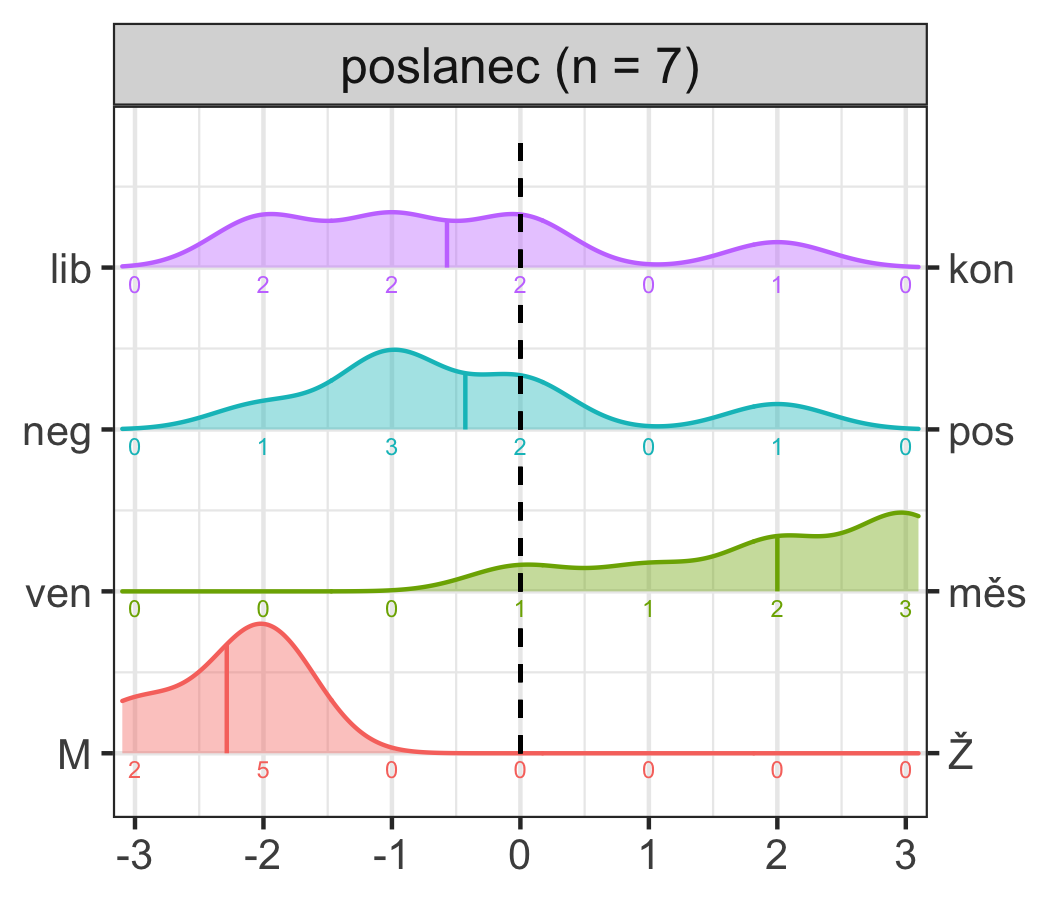 poslanec (n = 7)
lib kon
0 2 2 2 0 1 0
neg pos
0 1 3 2 0 1 0
ven měs
0 0 0 1 1 2 3
M Ž
2 5 0 0 0 0 0
-3 -2 -1 0 1 2 3